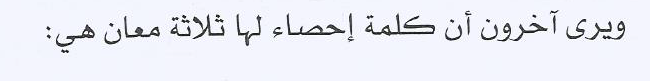 ويرى آخرون أن كلمة إحصاء لها ثلاثة معان هي: